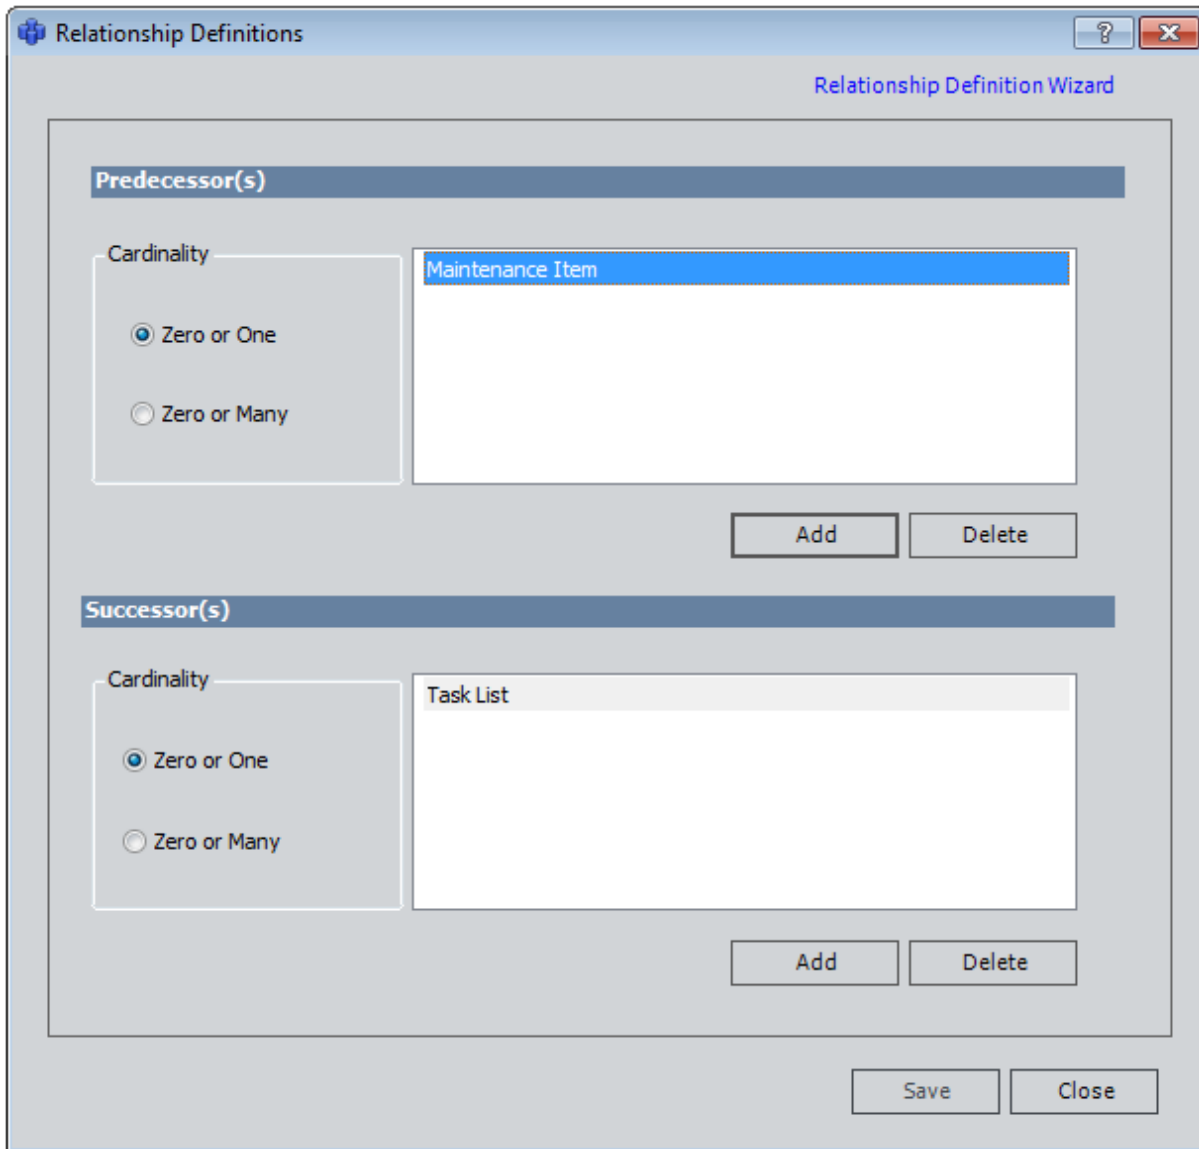 Relationship Definitions
?
Relationship Definition Wizard
Predecessor(s)
Cardinality
Maintenance Item
Zero or One
Zero or Many
Add Delete
Successor(s)
Cardinality
Task List
Zero or One
Zero or Many
Add Delete
Save Close